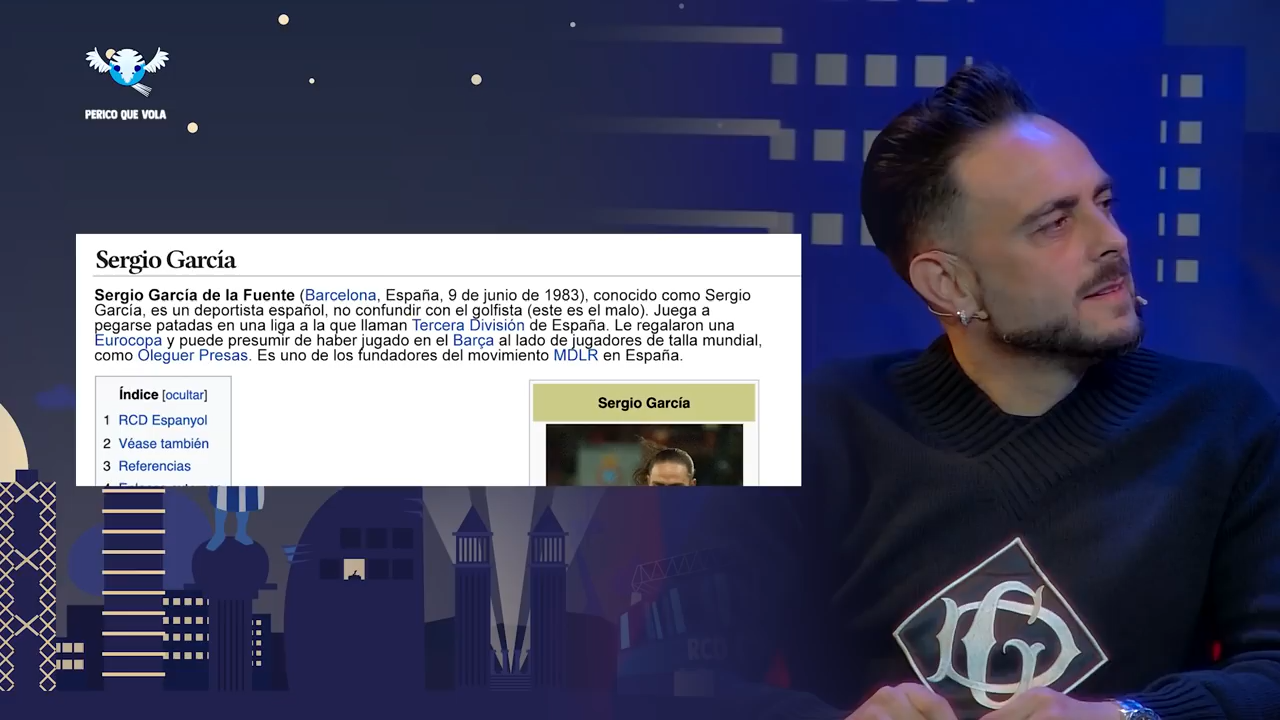 PERICO QUE VOLA
Sergio García
Sergio García de la Fuente (Barcelona, España, 9 de junio de 1983), conocido como Sergio
García, es un deportista español, no confundir con el golfista (este es el malo). Juega a
pegarse patadas en una liga a la que llaman Tercera División de España. Le regalaron una
Eurocopa y puede presumir de haber jugado en el Barça al lado de jugadores de talla mundial,
como Oleguer Presas. Es uno de los fundadores del movimiento MDLR en España.
Índice [ocultar]
1 RCD Espanyol
2 Véase también
3 Referencias
Sergio García
RCD